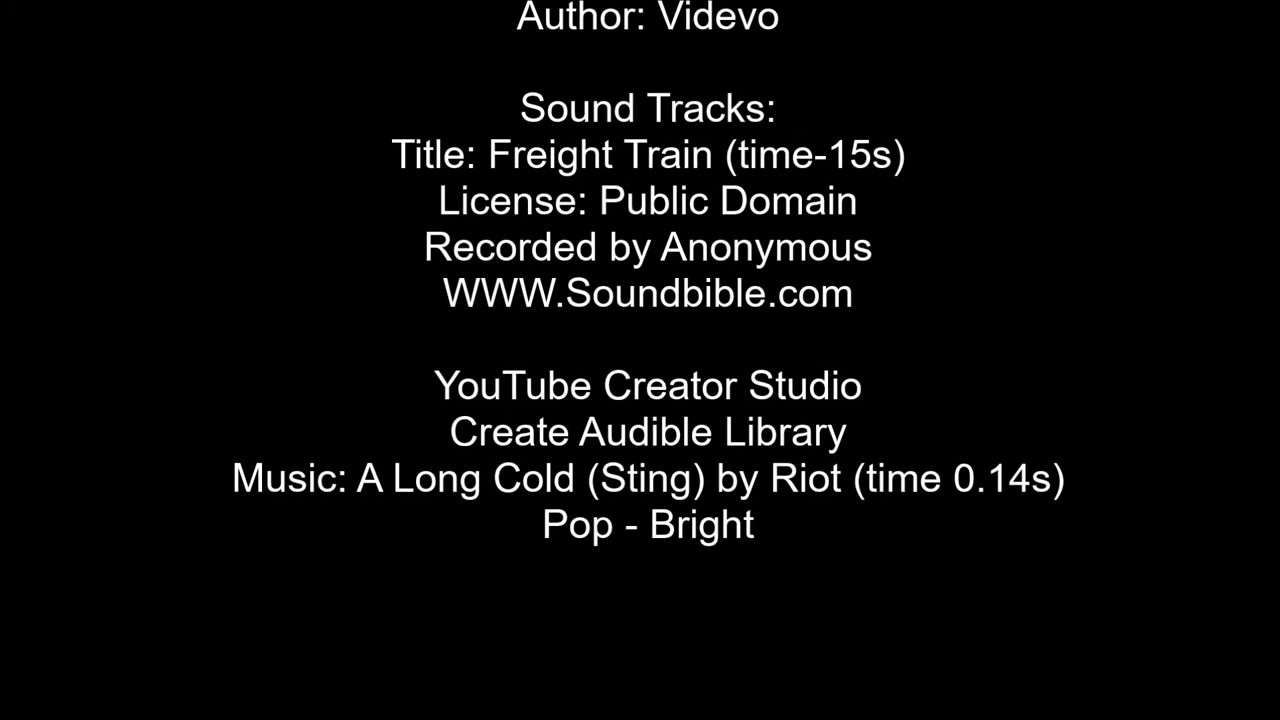 Author: Videvo
Sound Tracks:
Title: Freight Train (time-15s)
License: Public Domain
Recorded by Anonymous
WWW.Soundbible.com
YouTube Creator Studio
Create Audible Library
Music: A Long Cold (Sting) by Riot (time 0.14s)
Pop - Bright